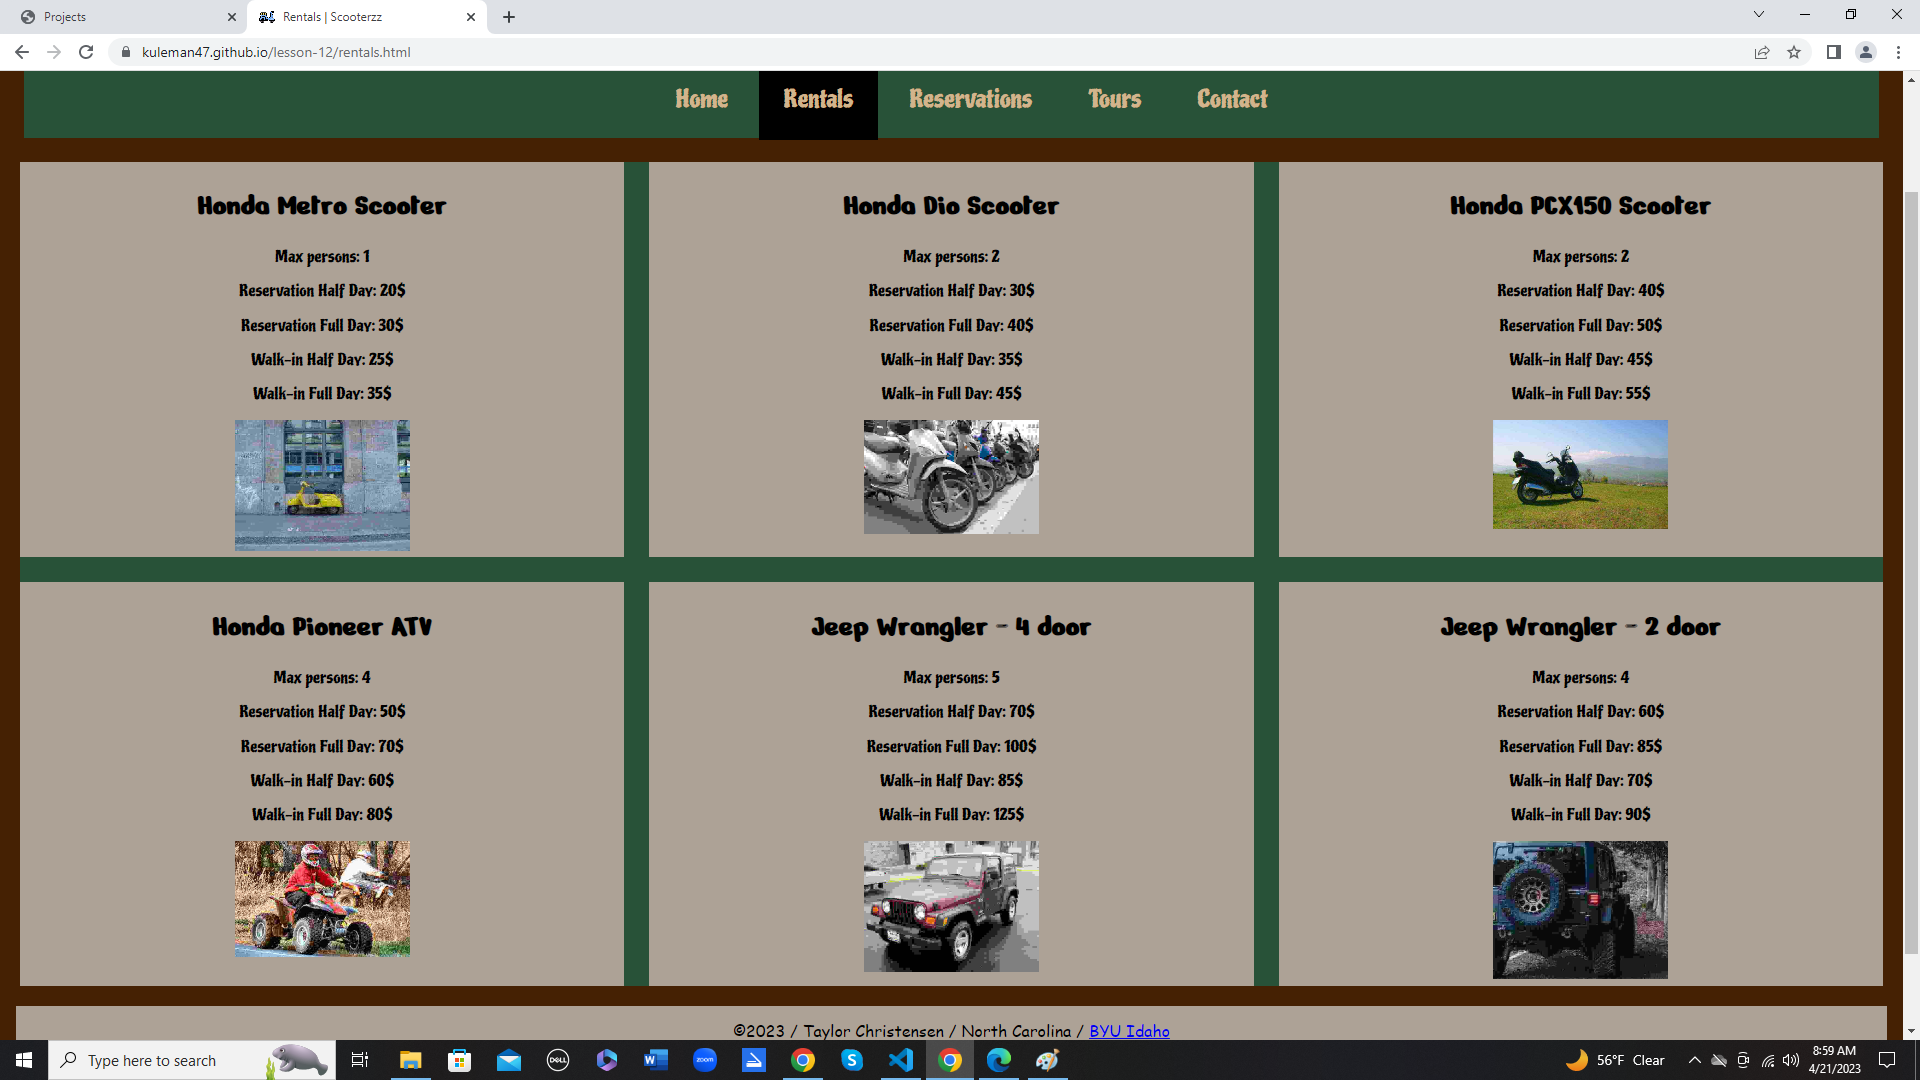 Projects
Rentals | Scooterzz
kuleman47.github.io/lesson-12/rentals.html
Home Rentals Reservations Tours Contact
Honda Metro Scooter
Max persons: 1
Reservation Half Day: 20$
Reservation Full Day: 30$
Walk-in Half Day: 25$
Walk-in Full Day: 35$
Honda Dio Scooter
Max persons: 2
Reservation Half Day: 30$
Reservation Full Day: 40$
Walk-in Half Day: 35$
Walk-in Full Day: 45$
Honda PCX150 Scooter
Max persons: 2
Reservation Half Day: 40$
Reservation Full Day: 50$
Walk-in Half Day: 45$
Walk-in Full Day: 55$
Honda Pioneer ATV
Max persons: 4
Reservation Half Day: 50$
Reservation Full Day: 70$
Walk-in Half Day: 60$
Walk-in Full Day: 80$
Jeep Wrangler - 4 door
Max persons: 5
Reservation Half Day: 70$
Reservation Full Day: 100$
Walk-in Half Day: 85$
Walk-in Full Day: 125$
Jeep Wrangler - 2 door
Max persons: 4
Reservation Half Day: 60$
Reservation Full Day: 85$
Walk-in Half Day: 70$
Walk-in Full Day: 90$
©2023 / Taylor Christensen / North Carolina / BYU Idaho
Type here to search
DELL
zoom
56°F Clear
8:59 AM
4/21/2023